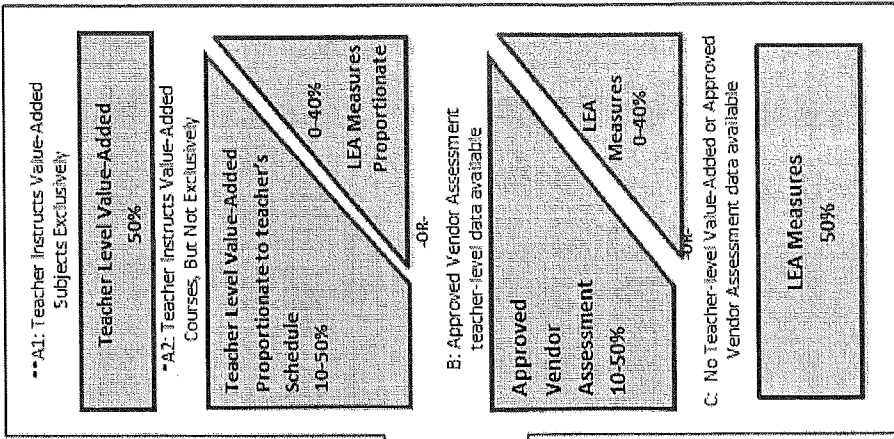 **A1: Teacher Instructs Value-Added
Subjects Exclusively
Teacher Level Value-Added
50%
*A2: Teacher Instructs Value-Added
Courses, But Not Exclusively
Teacher Level Value-Added
Proportionate to teacher's
Schedule
10-50%
0-40%
LEA Measures
Proportionate
-OR-
B: Approved Vendor Assessment
teacher-level data available
Approved
Vendor
Assessment
10-50%
LEA
Measures
0-40%
-OR-
C: No Teacher-level Value-Added or Approved
Vendor Assessment data available
LEA Measures
50%